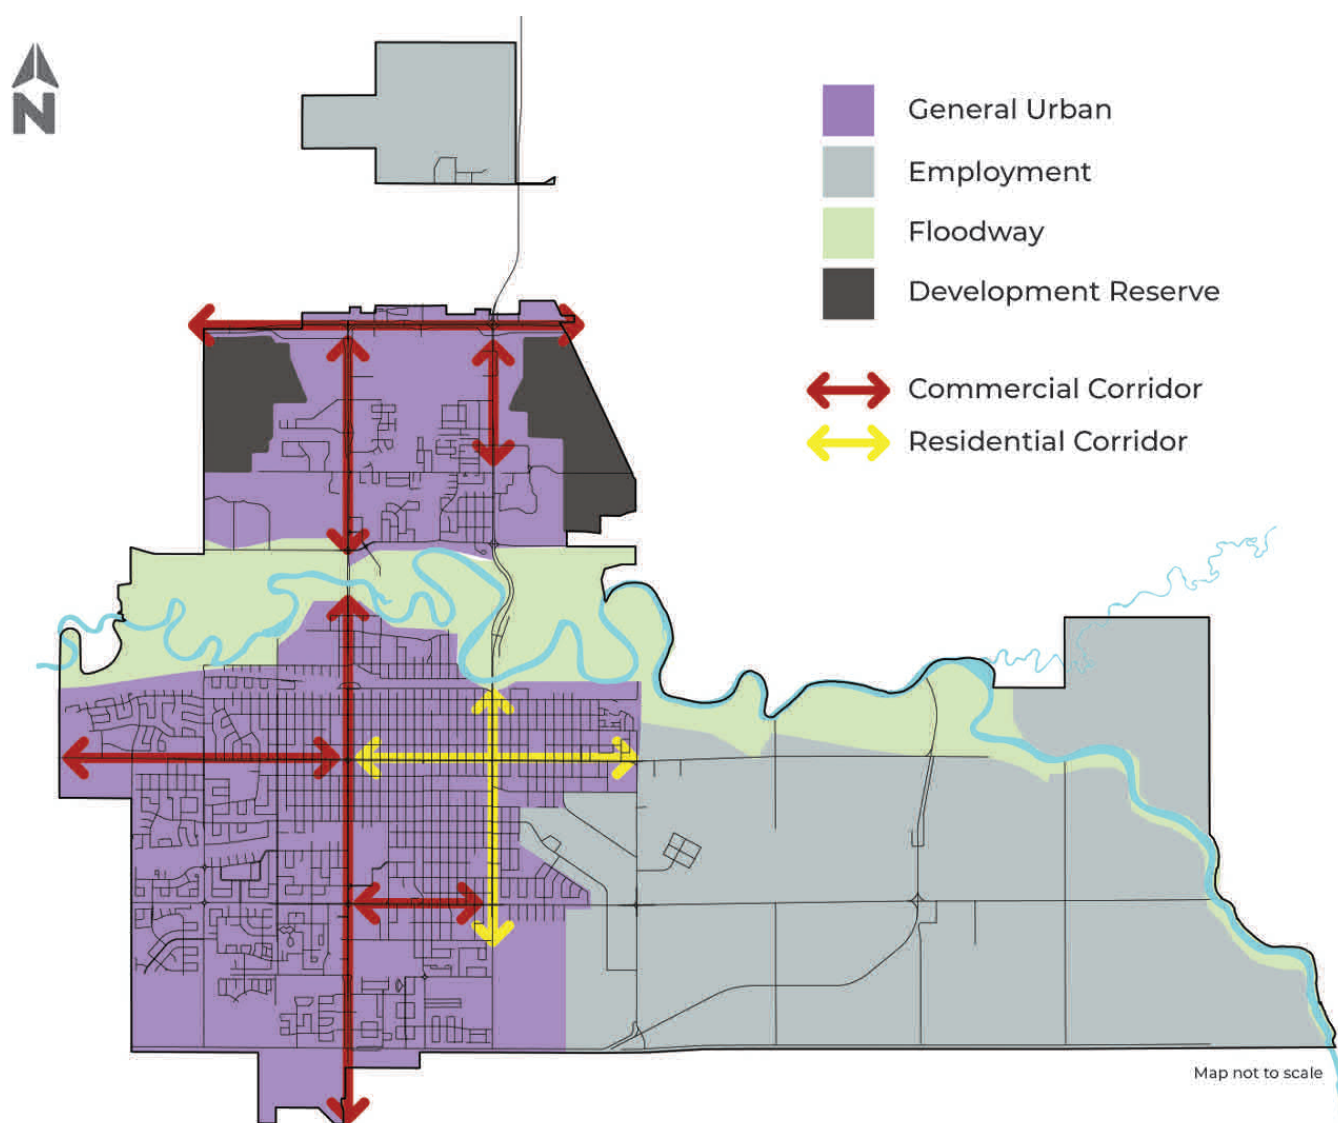 N
General Urban
Employment
Floodway
Development Reserve
Commercial Corridor
Residential Corridor
Map not to scale